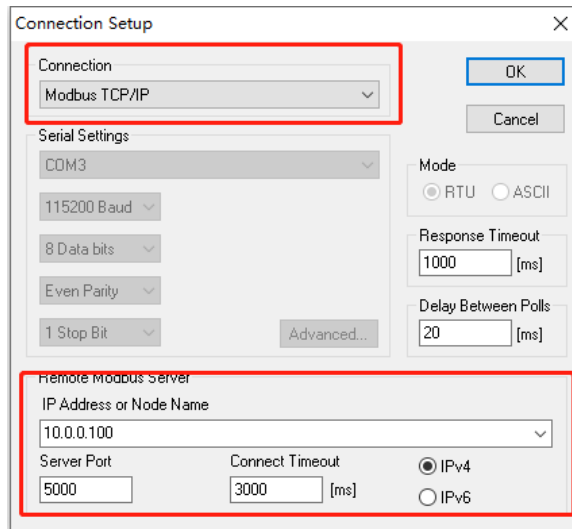 Connection Setup
Connection
OK
Modbus TCP/IP
Cancel
Serial Settings
COM3
Mode
RTU ASCII
115200 Baud
Response Timeout
8 Data bits
1000 [ms]
Even Parity
Delay Between Polls
1 Stop Bit Advanced...
20 [ms]
Remote Modbus Server
IP Address or Node Name
10.0.0.100
Server Port Connect Timeout
IPv4
5000 3000 [ms]
IPv6